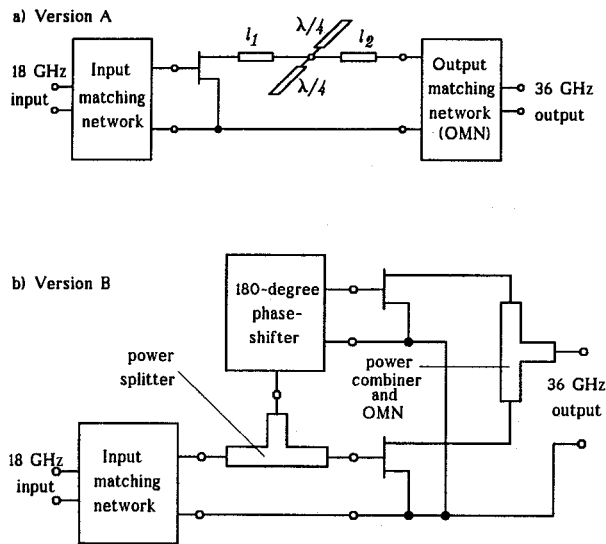 a) Version A
l1
λ/4
λ/4
l2
18 GHz
input
Input
matching
network
Output
matching
network
(OMN)
36 GHz
output
b) Version B
180-degree
phase-
shifter
power
splitter
power
combiner
and
OMN
36 GHz
output
18 GHz
input
Input
matching
network